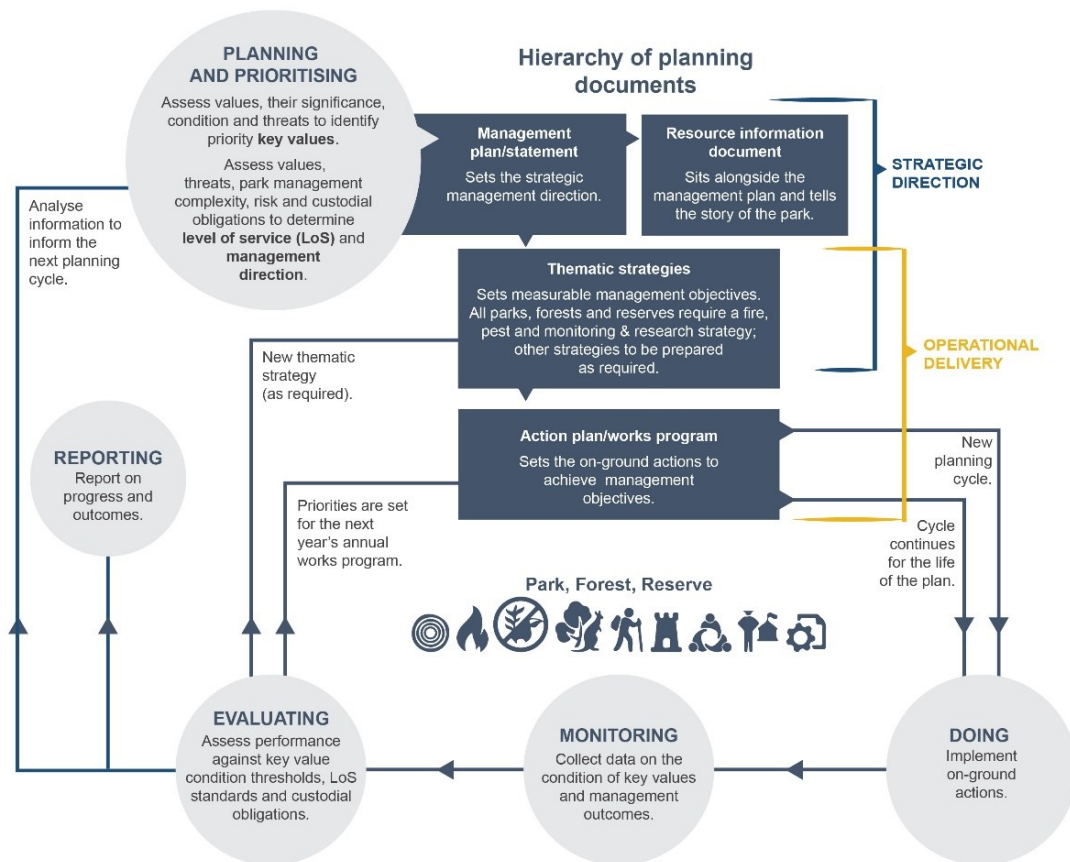 PLANNING
AND PRIORITISING
Assess values, their significance,
condition and threats to identify
priority key values.
Assess values,
threats, park management
complexity, risk and custodial
obligations to determine
level of service (LoS) and
management
direction.
Hierarchy of planning
documents
Management
plan/statement
Sets the strategic
management direction.
Resource information
document
Sits alongside the
management plan and tells
the story of the park.
STRATEGIC
DIRECTION
Analyse
information to
inform the
next planning
cycle.
Thematic strategies
Sets measurable management objectives.
All parks, forests and reserves require a fire,
pest and monitoring & research strategy;
other strategies to be prepared
as required.
OPERATIONAL
DELIVERY
New thematic
strategy
(as required).
Action plan/works program
Sets the on-ground actions to
achieve management
objectives.
New
planning
cycle.
REPORTING
Report on
progress and
outcomes.
Priorities are set
for the next
year's annual
works program.
Cycle
continues
for the life
of the plan.
Park, Forest, Reserve
EVALUATING
Assess performance
against key value
condition thresholds, LoS
standards and custodial
obligations.
MONITORING
Collect data on the
condition of key values
and management
outcomes.
DOING
Implement
on-ground
actions.